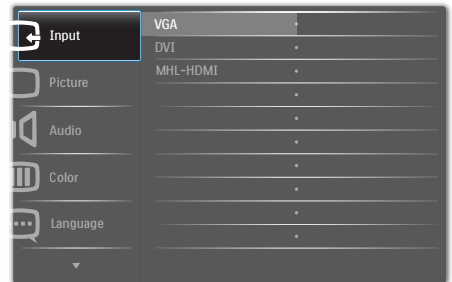 Input
Picture
Audio
Color
Language
VGA
DVI
MHL-HDMI